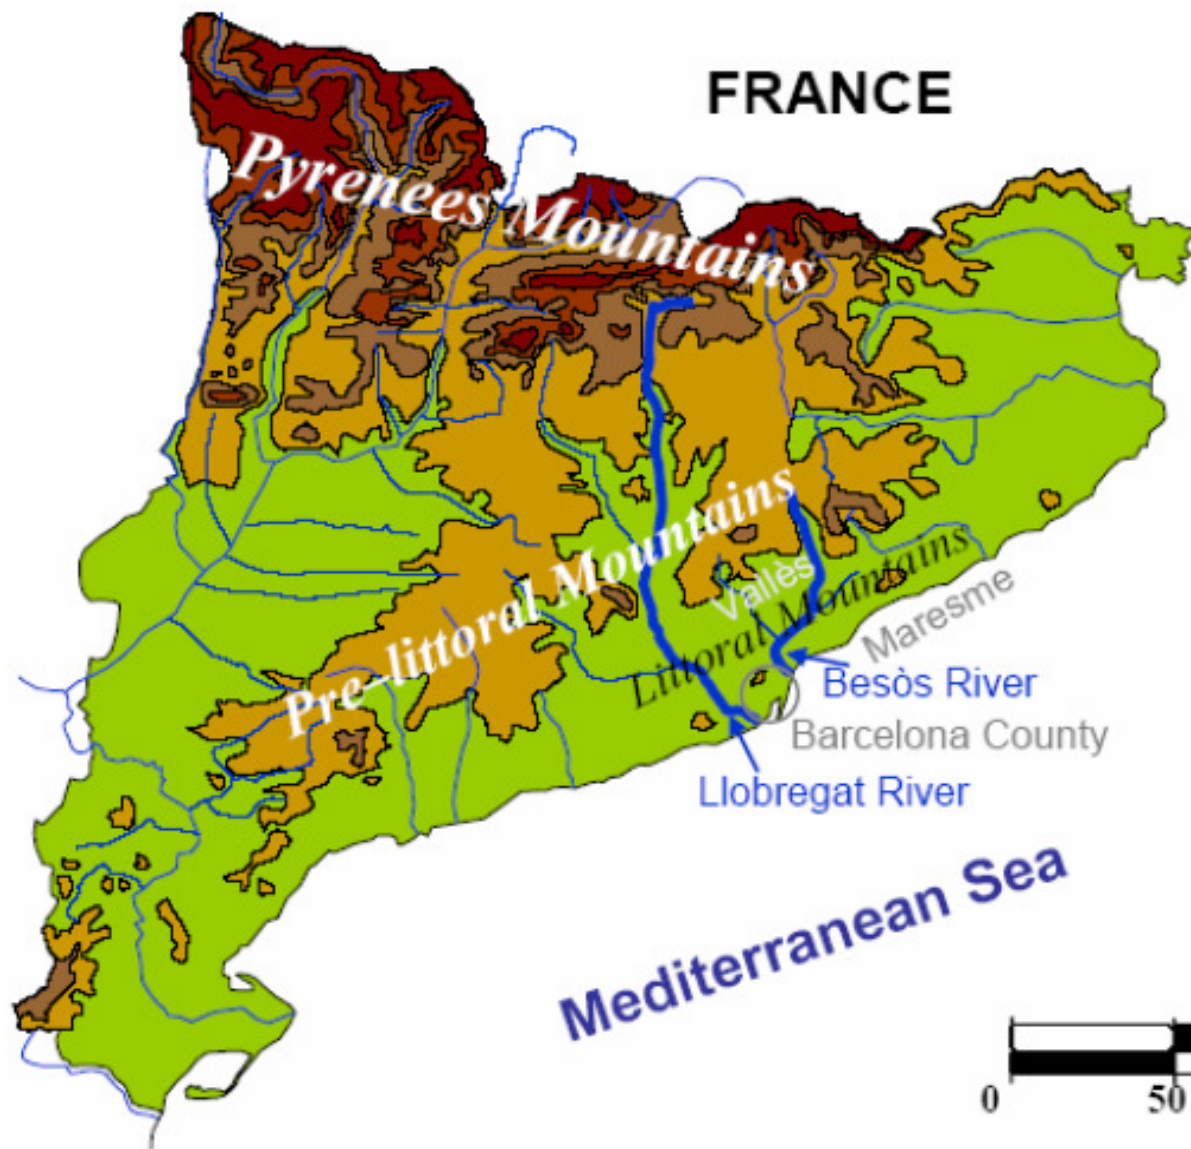 FRANCE
Pyrenees Mountains
Pre-littoral Mountains
Vallès
Littoral Mountains
Maresme
Besòs River
Barcelona County
Llobregat River
Mediterranean Sea
0 50